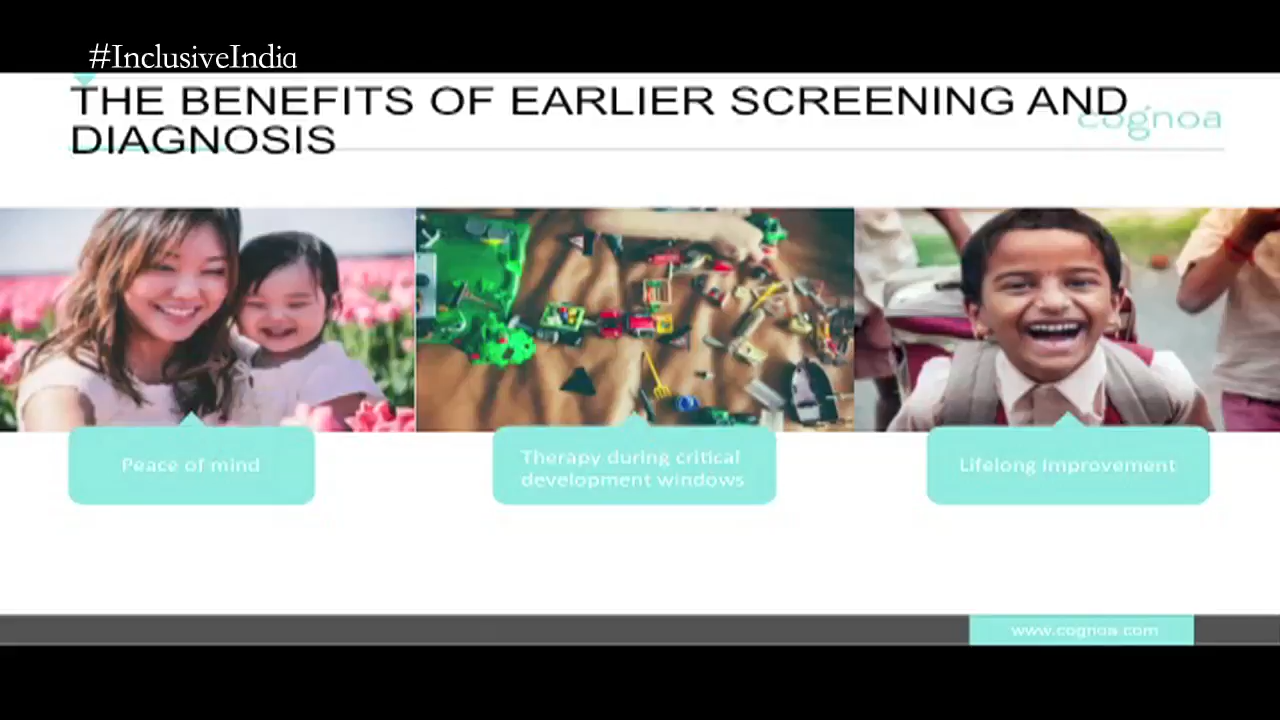 #InclusiveIndia
THE BENEFITS OF EARLIER SCREENING AND
DIAGNOSIS
cognoa
Peace of mind
Therapy during critical
development windows
Lifelong improvement
www.cognoa.com